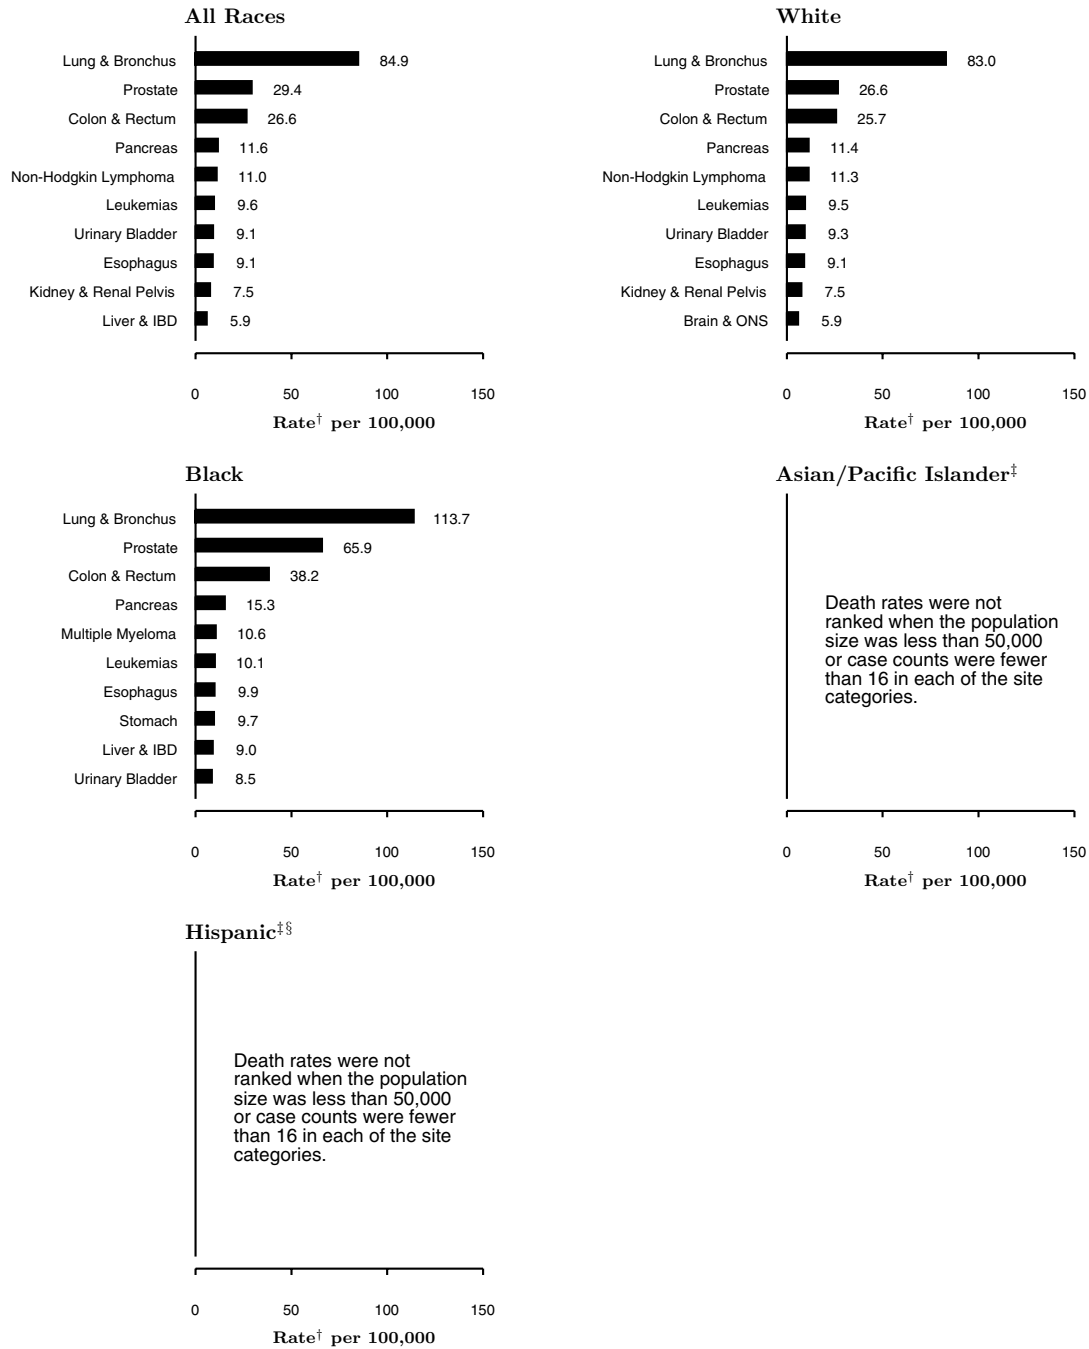 All Races
Lung & Bronchus 84.9
Prostate 29.4
Colon & Rectum 26.6
Pancreas 11.6
Non-Hodgkin Lymphoma 11.0
Leukemias 9.6
Urinary Bladder 9.1
Esophagus 9.1
Kidney & Renal Pelvis 7.5
Liver & IBD 5.9
0 50 100 150
Rate† per 100,000
White
Lung & Bronchus 83.0
Prostate 26.6
Colon & Rectum 25.7
Pancreas 11.4
Non-Hodgkin Lymphoma 11.3
Leukemias 9.5
Urinary Bladder 9.3
Esophagus 9.1
Kidney & Renal Pelvis 7.5
Brain & ONS 5.9
0 50 100 150
Rate† per 100,000
Black
Lung & Bronchus 113.7
Prostate 65.9
Colon & Rectum 38.2
Pancreas 15.3
Multiple Myeloma 10.6
Leukemias 10.1
Esophagus 9.9
Stomach 9.7
Liver & IBD 9.0
Urinary Bladder 8.5
0 50 100 150
Rate† per 100,000
Asian/Pacific Islander‡
Death rates were not
ranked when the population
size was less than 50,000
or case counts were fewer
than 16 in each of the site
categories.
0 50 100 150
Rate† per 100,000
Hispanic‡§
Death rates were not
ranked when the population
size was less than 50,000
or case counts were fewer
than 16 in each of the site
categories.
0 50 100 150
Rate† per 100,000